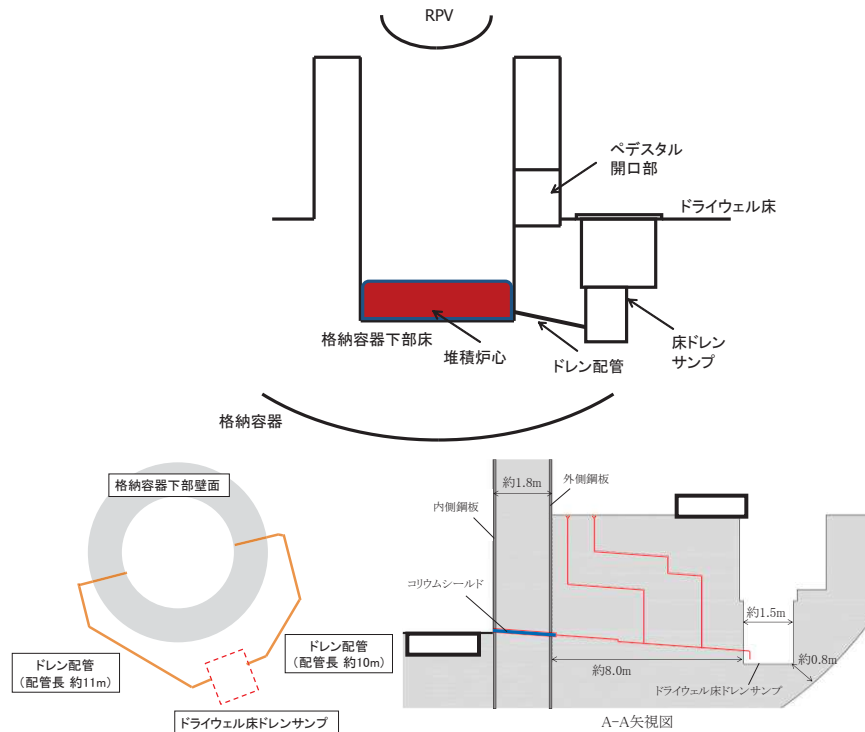 RPV
ペデスタル
開口部
ドライウェル床
格納容器下部床
堆積炉心
ドレン配管
床ドレン
サンプ
格納容器
格納容器下部壁面
ドレン配管
(配管長 約11m)
ドレン配管
(配管長 約10m)
ドライウェル床ドレンサンプ
約1.8m
外側鋼板
内側鋼板
コリウムシールド
約1.5m
約8.0m
約0.8m
ドライウェル床ドレンサンプ
A-A矢視図